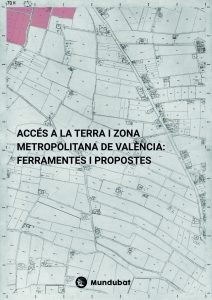 ACCÉS A LA TERRA I ZONA
METROPOLITANA DE VALÈNCIA:
FERRAMENTES I PROPOSTES
Mundubat